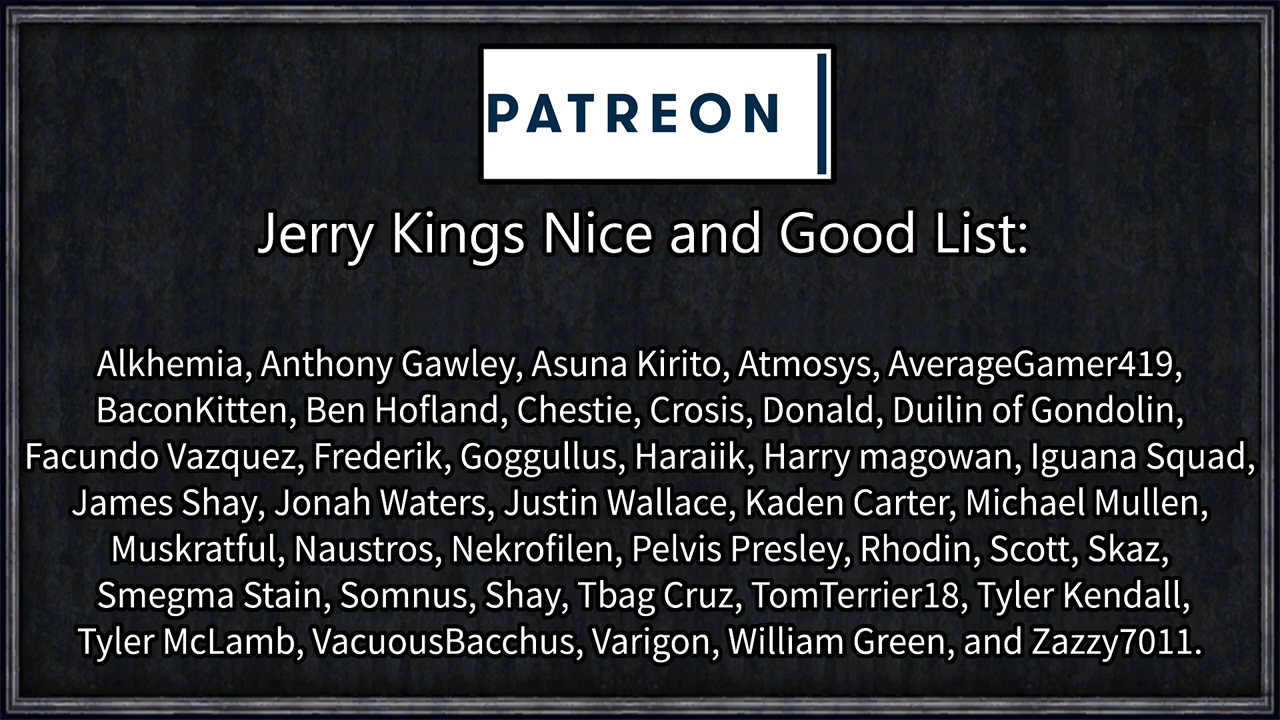 PATREON
Jerry Kings Nice and Good List:
Alkhemia, Anthony Gawley, Asuna Kirito, Atmosys, AverageGamer419,
BaconKitten, Ben Hofland, Chestie, Crosis, Donald, Duilin of Gondolin,
Facundo Vazquez, Frederik, Goggullus, Haraiik, Harry magowan, Iguana Squad,
James Shay, Jonah Waters, Justin Wallace, Kaden Carter, Michael Mullen,
Muskratful, Naustros, Nekrofilen, Pelvis Presley, Rhodin, Scott, Skaz,
Smegma Stain, Somnus, Shay, Tbag Cruz, TomTerrier18, Tyler Kendall,
Tyler McLamb, VacuousBacchus, Varigon, William Green, and Zazzy7011.